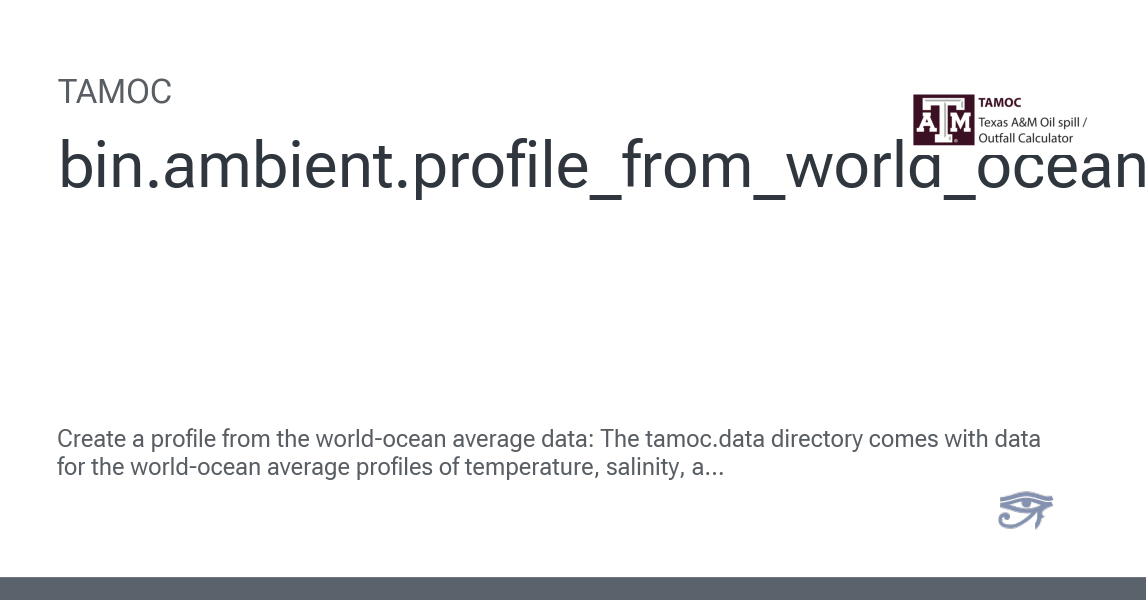 TAMOC
bin.ambient.profile_from_world_ocean
ATM
TAMOC
Texas A&M Oil spill /
Outfall Calculator
Create a profile from the world-ocean average data: The tamoc.data directory comes with data
for the world-ocean average profiles of temperature, salinity, a...